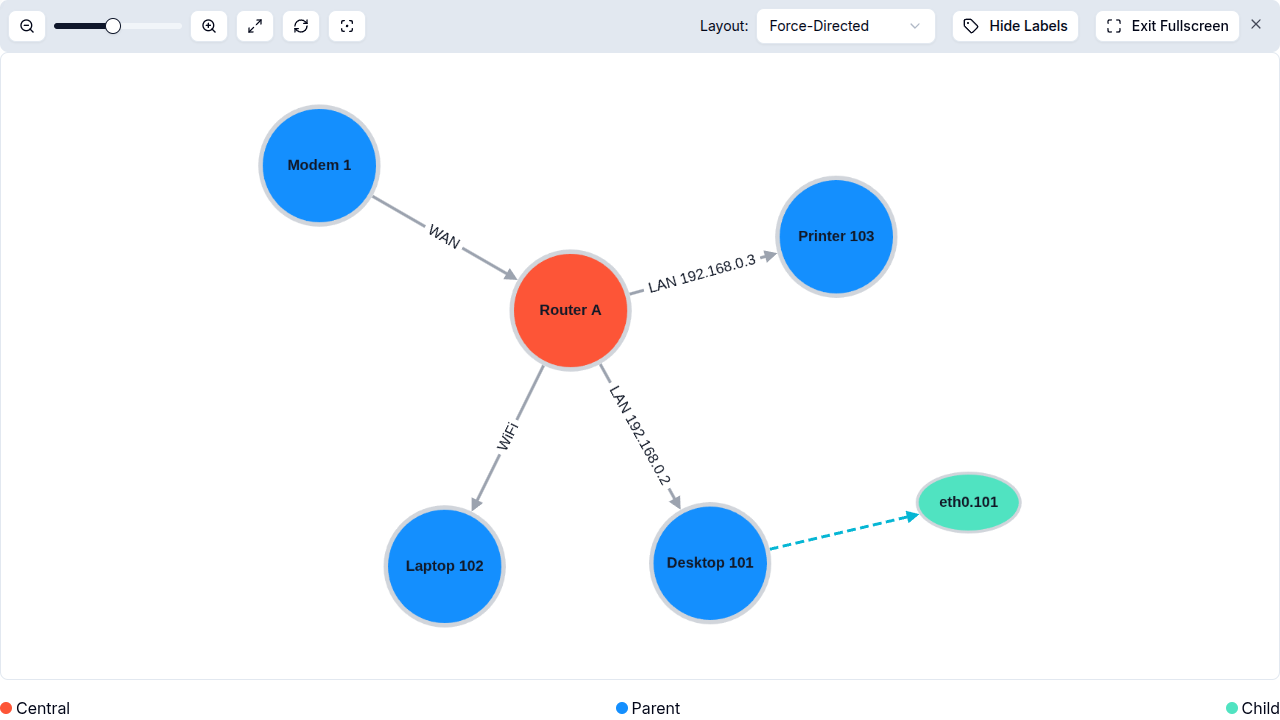 Layout: Force-Directed Hide Labels Exit Fullscreen
Modem 1
WAN
Printer 103
LAN 192.168.0.3
Router A
WiFi
LAN 192.168.0.2
eth0.101
Laptop 102
Desktop 101
Central Parent Child